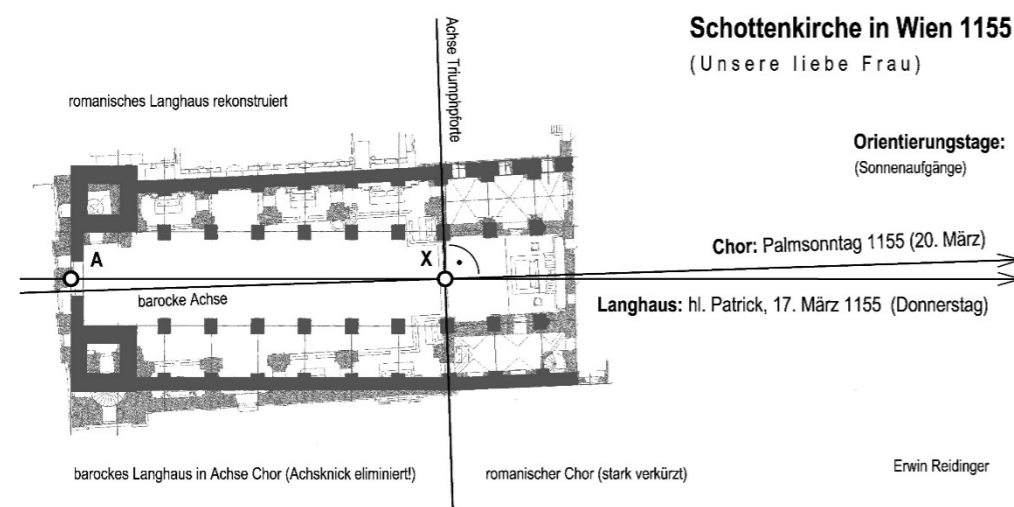 Schottenkirche in Wien 1155
(Unsere liebe Frau)
Achse Triumphpforte
romanisches Langhaus rekonstruiert
Orientierungstage:
(Sonnenaufgänge)
A
X
Chor: Palmsonntag 1155 (20. März)
barocke Achse
Langhaus: hl. Patrick, 17. März 1155 (Donnerstag)
barockes Langhaus in Achse Chor (Achsknick eliminiert!)
romanischer Chor (stark verkürzt)
Erwin Reidinger